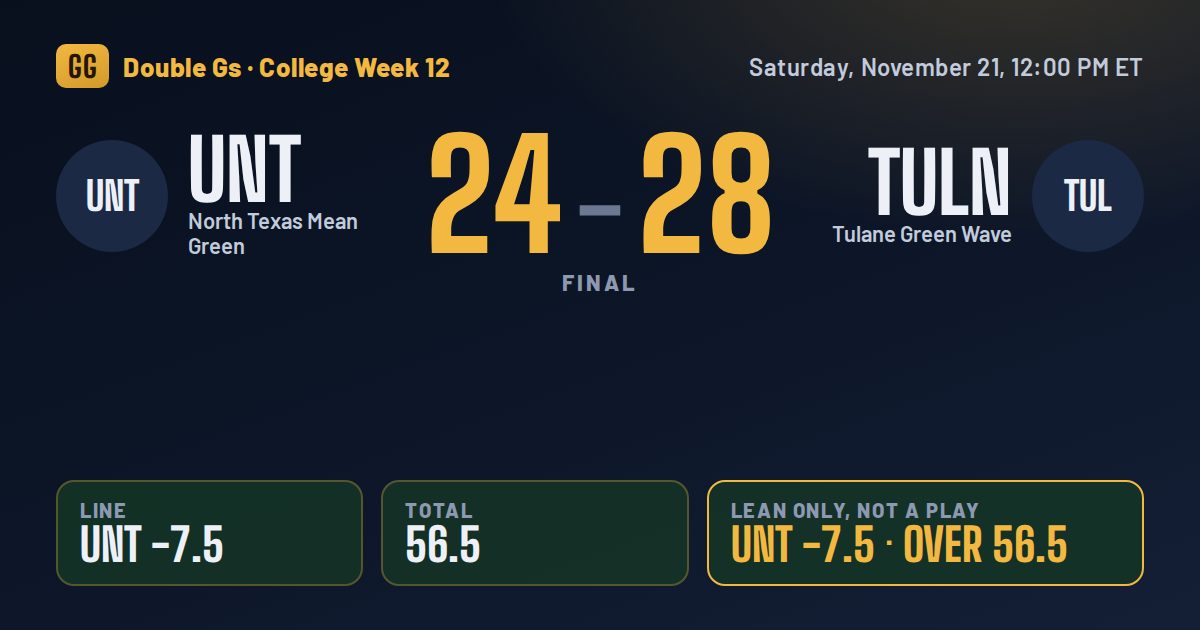 GG
Double Gs · College Week 12
Saturday, November 21, 12:00 PM ET
UNT
UNT
North Texas Mean
Green
24 – 28
FINAL
TULN
Tulane Green Wave
TUL
LINE
UNT −7.5
TOTAL
56.5
LEAN ONLY, NOT A PLAY
UNT −7.5 · OVER 56.5